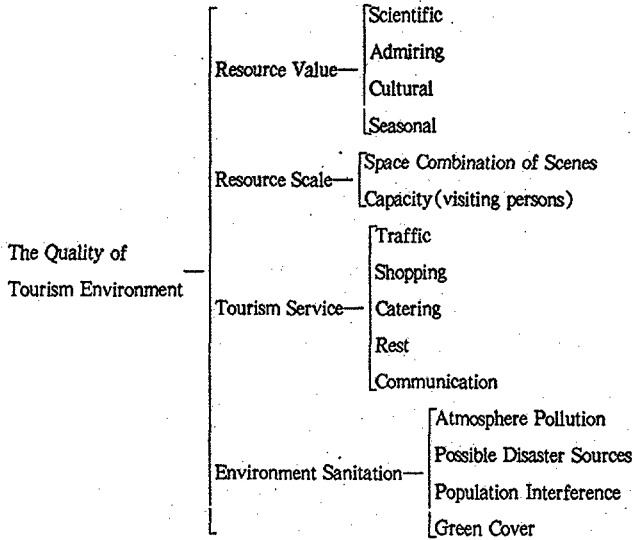 The Quality of
Tourism Environment
Resource Value
Scientific
Admiring
Cultural
Seasonal
Resource Scale
Space Combination of Scenes
Capacity(visiting persons)
Tourism Service
Traffic
Shopping
Catering
Rest
Communication
Environment Sanitation
Atmosphere Pollution
Possible Disaster Sources
Population Interference
Green Cover